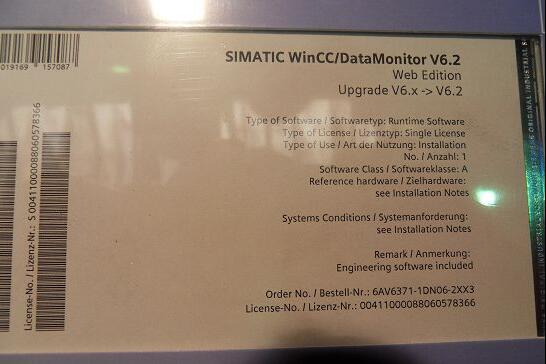 019169 157087
SIMATIC WinCC/DataMonitor V6.2
Web Edition
Upgrade V6.x -> V6.2
Type of Software / Softwaretyp: Runtime Software
Type of License / Lizenztyp: Single License
Type of Use / Art der Nutzung: Installation
No. / Anzahl: 1
Software Class / Softwareklasse: A
Reference hardware / Zielhardware:
see Installation Notes
Systems Conditions / Systemanforderung:
see Installation Notes
Remark / Anmerkung:
Engineering software included
Order No. / Bestell-Nr.: 6AV6371-1DN06-2XX3
License-No. / Lizenz-Nr.: 00411000088060578366
License-No. / Lizenz-Nr.: S 00411000088060578366
ORIGINAL INDUSTRIAL